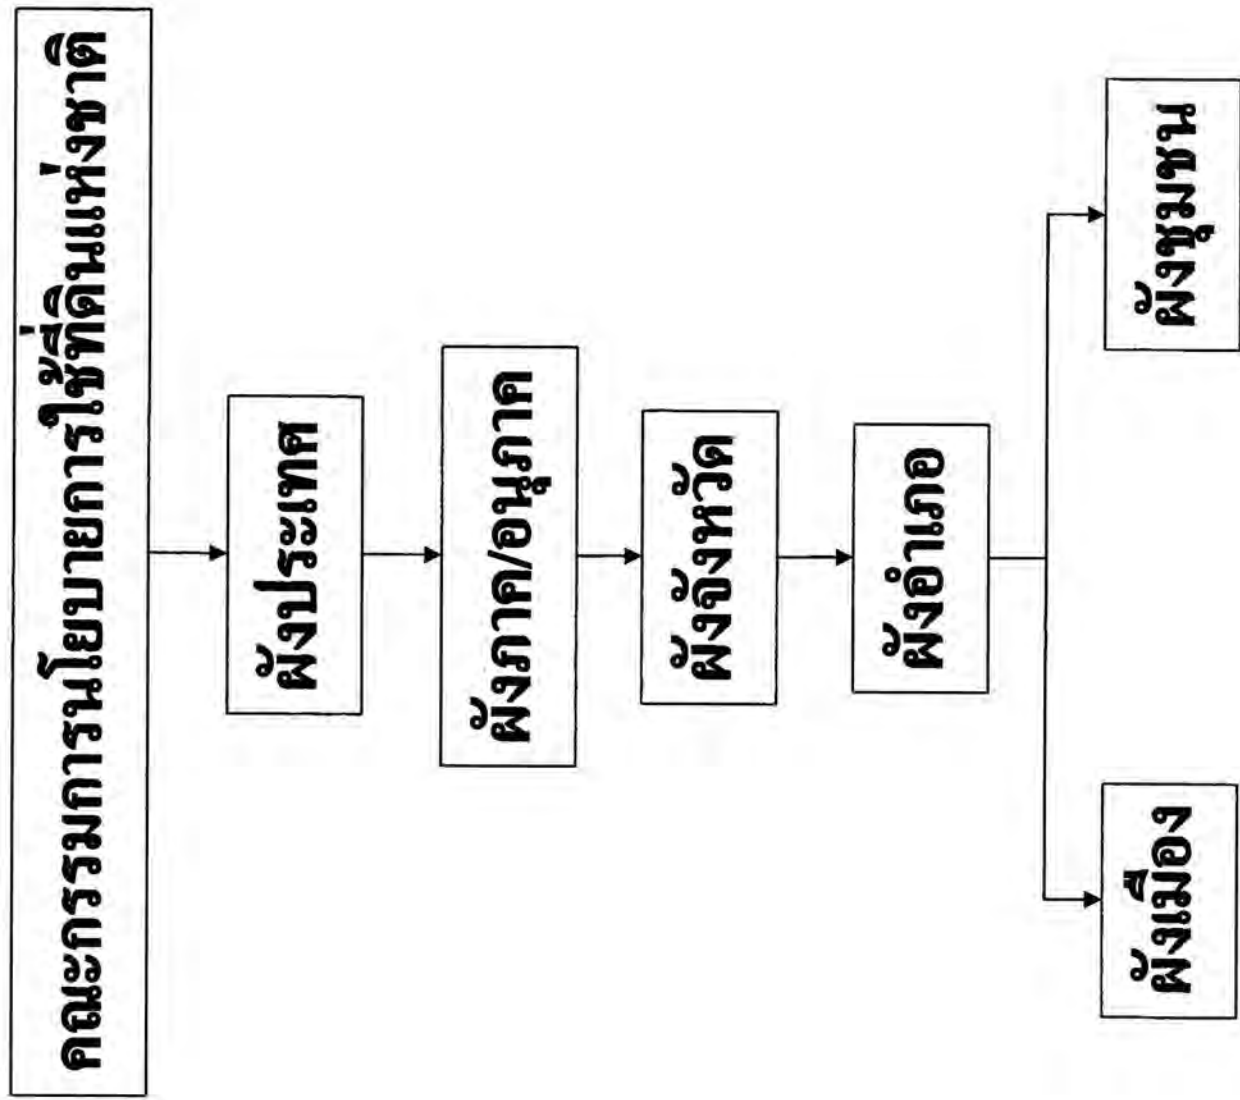 คณะกรรมการนโยบายการใช้ที่ดินแห่งชาติ
ผังประเทศ
ผังภาค/อนุภาค
ผังจังหวัด
ผังอำเภอ
ผังเมือง
ผังชุมชน